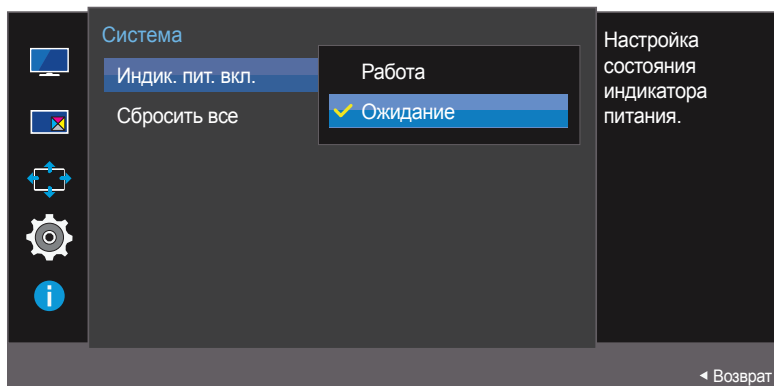 Система
Индик. пит. вкл.
Сбросить все
Работа
Ожидание
Настройка
состояния
индикатора
питания.
Возврат